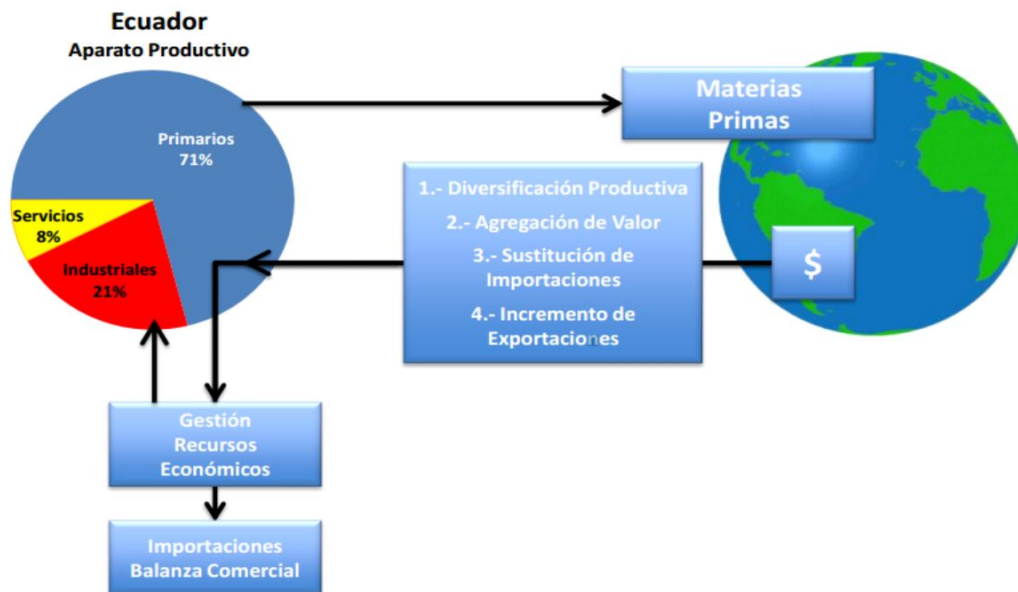 Ecuador
Aparato Productivo
Primarios
71%
Servicios
8%
Industriales
21%
Materias
Primas
1.- Diversificación Productiva
2.- Agregación de Valor
3.- Sustitución de
Importaciones
4.- Incremento de
Exportaciones
$
Gestión
Recursos
Económicos
Importaciones
Balanza Comercial